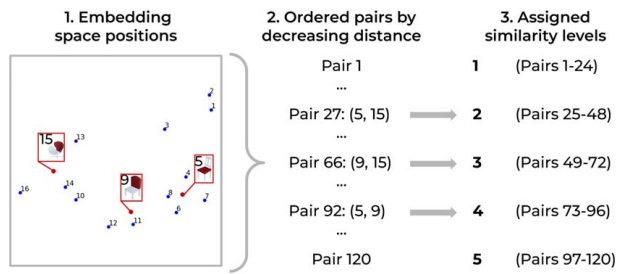 1. Embedding
space positions
2. Ordered pairs by
decreasing distance
3. Assigned
similarity levels
2
1
3
13
15
5
4
9
16
14
10
8
7
6
12
11
Pair 1
...
Pair 27: (5, 15)
...
Pair 66: (9, 15)
...
Pair 92: (5, 9)
...
Pair 120
1 (Pairs 1-24)
2 (Pairs 25-48)
3 (Pairs 49-72)
4 (Pairs 73-96)
5 (Pairs 97-120)